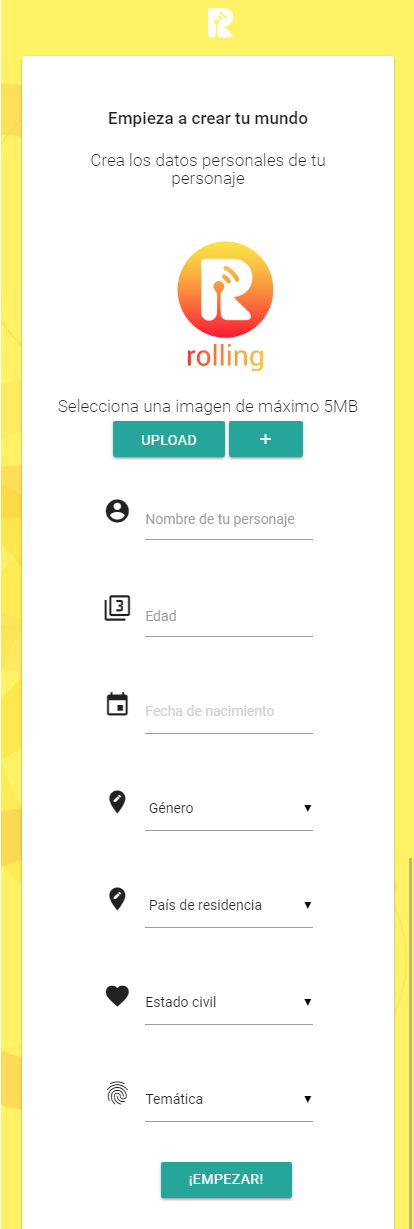 R
Empieza a crear tu mundo
Crea los datos personales de tu
personaje
R
rolling
Selecciona una imagen de máximo 5MB
UPLOAD +
Nombre de tu personaje
3 Edad
Fecha de nacimiento
Género
País de residencia
Estado civil
Temática
¡EMPEZAR!